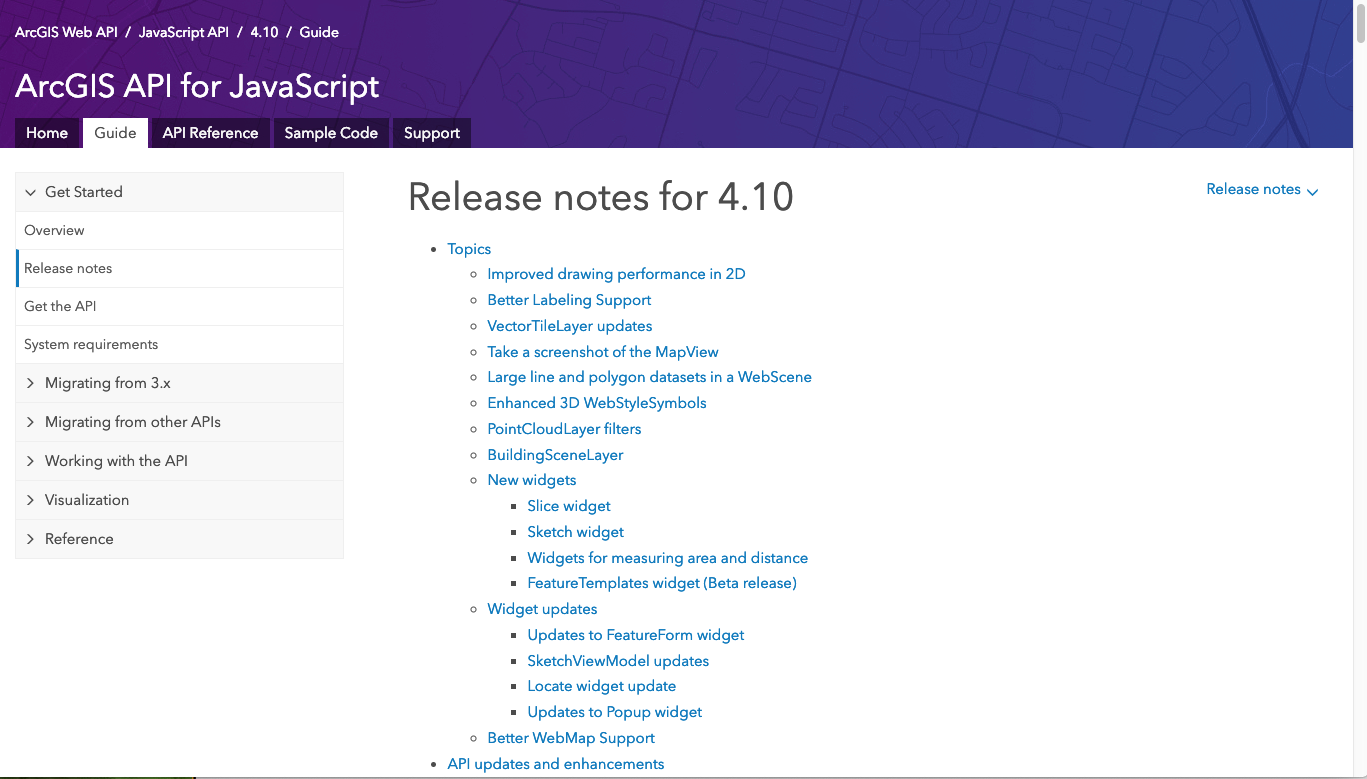 ArcGIS Web API / JavaScript API / 4.10 / Guide
ArcGIS API for JavaScript
Home Guide API Reference Sample Code Support
Get Started
Overview
Release notes
Get the API
System requirements
Migrating from 3.x
Migrating from other APIs
Working with the API
Visualization
Reference
Release notes for 4.10
Release notes
Topics
Improved drawing performance in 2D
Better Labeling Support
VectorTileLayer updates
Take a screenshot of the MapView
Large line and polygon datasets in a WebScene
Enhanced 3D WebStyleSymbols
PointCloudLayer filters
BuildingSceneLayer
New widgets
Slice widget
Sketch widget
Widgets for measuring area and distance
FeatureTemplates widget (Beta release)
Widget updates
Updates to FeatureForm widget
SketchViewModel updates
Locate widget update
Updates to Popup widget
Better WebMap Support
API updates and enhancements